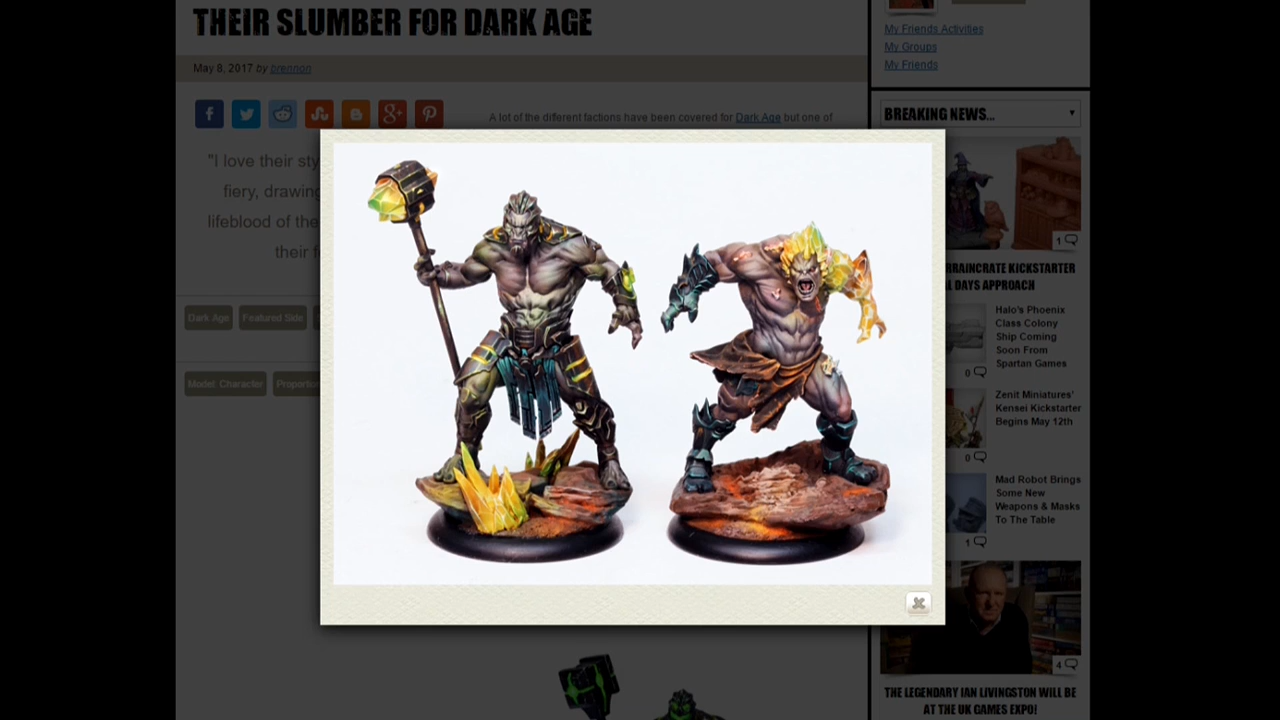 THEIR SLUMBER FOR DARK AGE
May 8, 2017 by brennon
A lot of the different factions have been covered for Dark Age but one of
"I love their
fiery, drawing
lifeblood of the
their
Dark Age Featured Side
Model: Character
My Friends Activities
My Groups
My Friends
BREAKING NEWS...
1
KICKSTARTER
DAYS APPROACH
Halo's Phoenix
Class Colony
Ship Coming
Soon From
Spartan Games
0
Zenit Miniatures'
Kensei Kickstarter
Begins May 12th
0
Mad Robot Brings
Some New
Weapons & Masks
To The Table
1
4
THE LEGENDARY IAN LIVINGSTON WILL BE
AT THE UK GAMES EXPO!